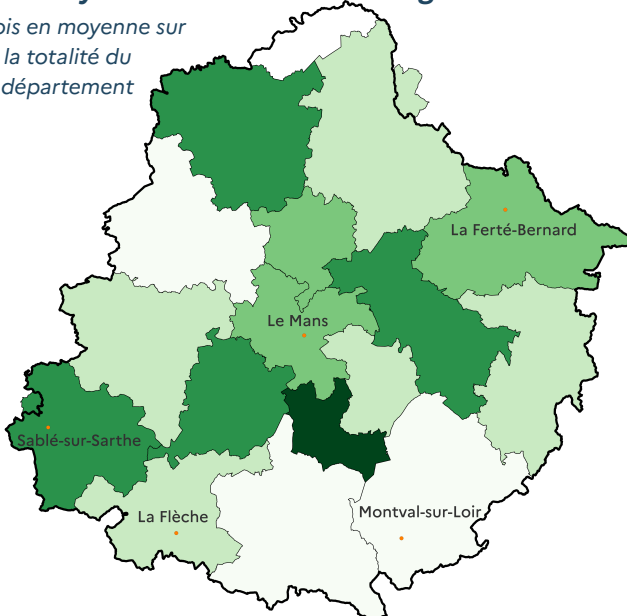 ois en moyenne sur
la totalité du
département
La Ferté-Bernard
Le Mans
Sablé-sur-Sarthe
La Flèche
Montval-sur-Loir